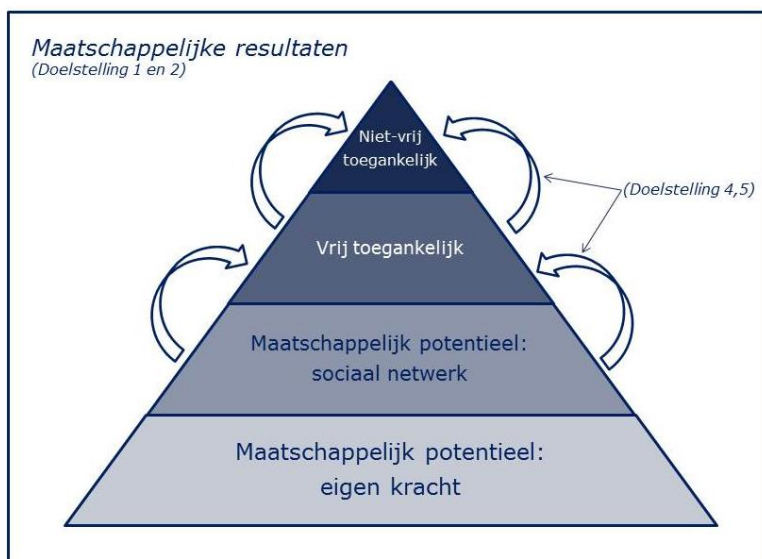 Maatschappelijke resultaten
(Doelstelling 1 en 2)
Niet-vrij
toegankelijk
(Doelstelling 4,5)
Vrij toegankelijk
Maatschappelijk potentieel:
sociaal netwerk
Maatschappelijk potentieel:
eigen kracht